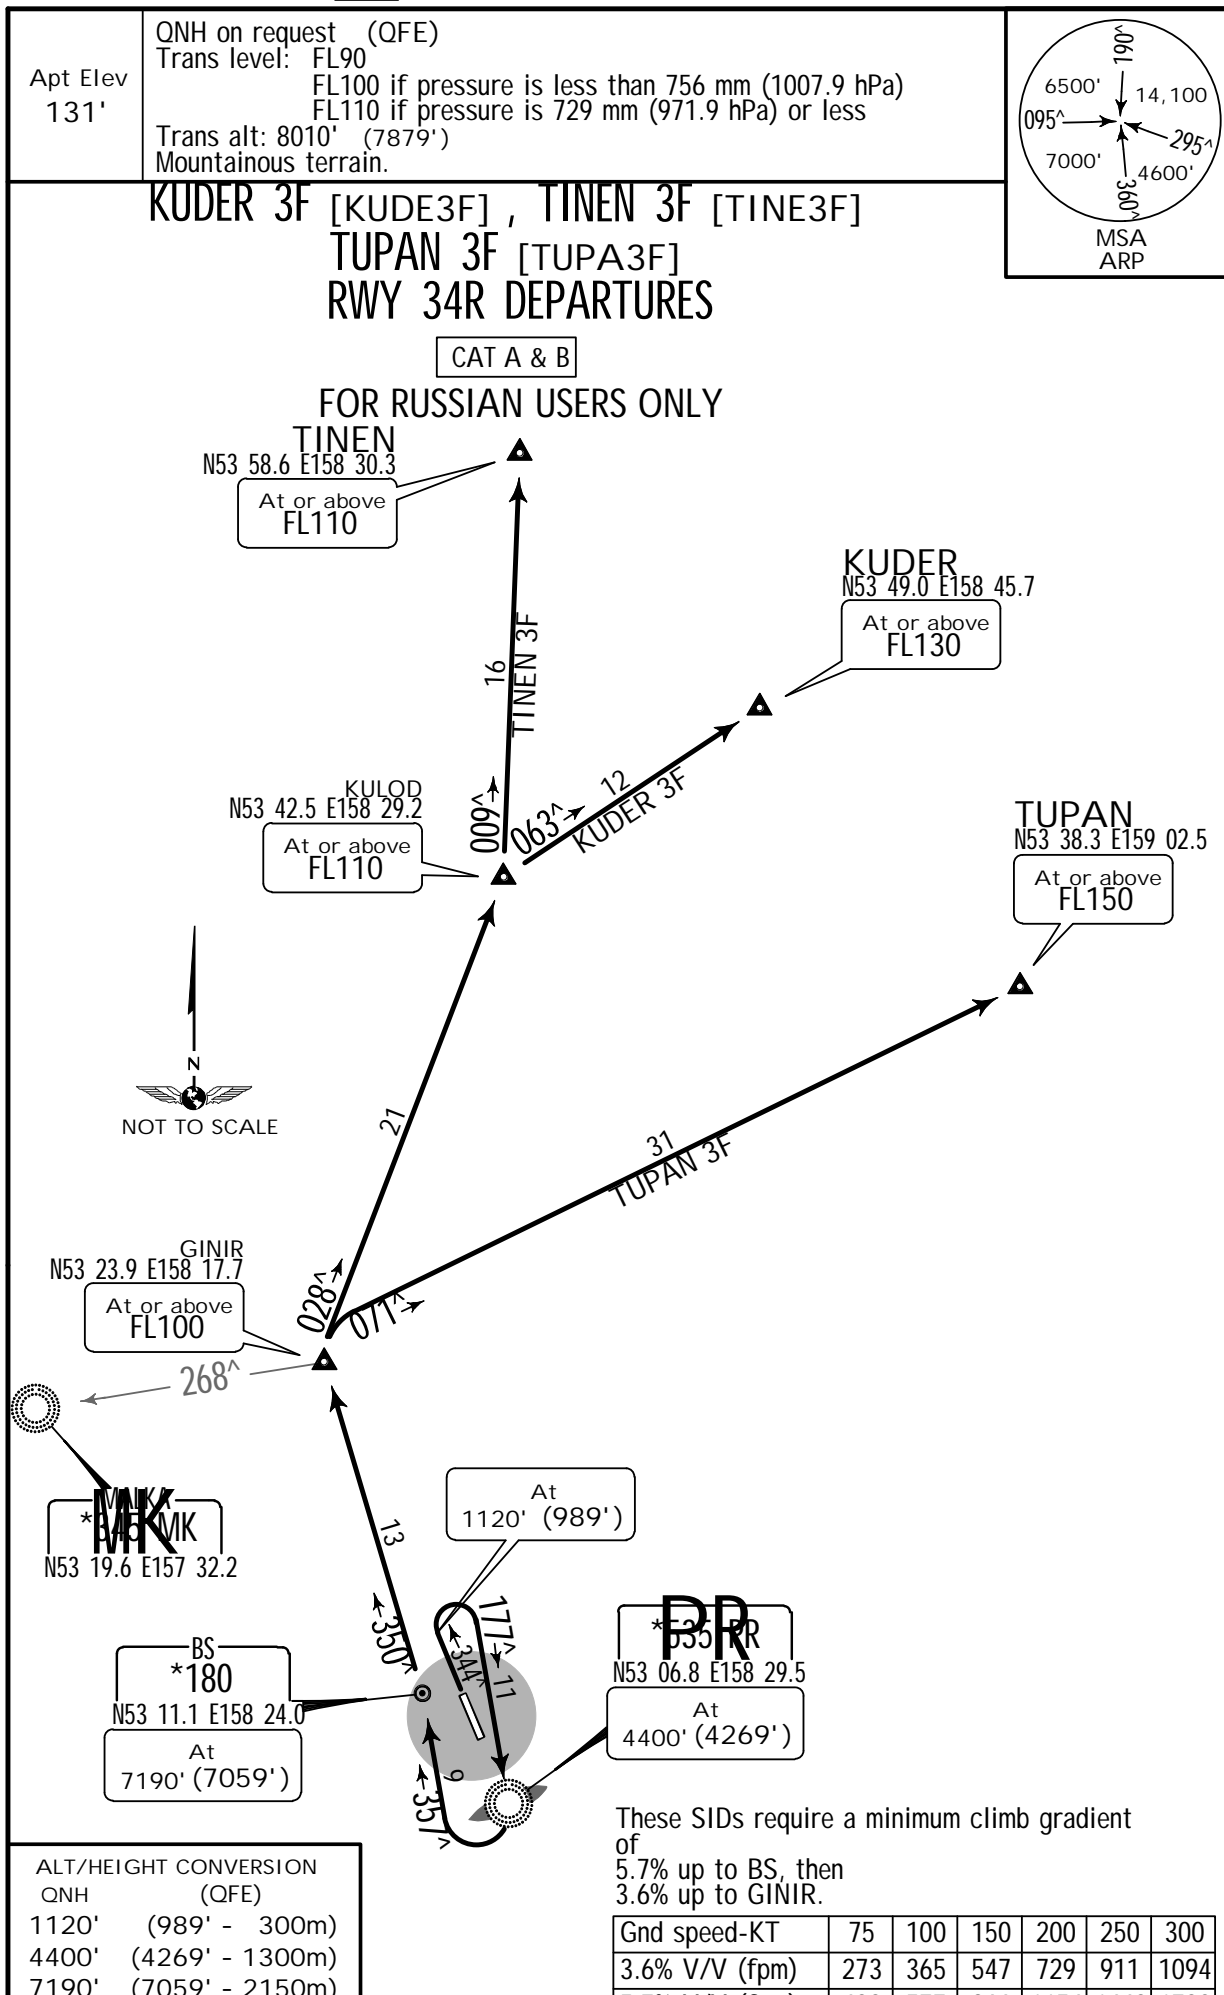 Apt Elev
131'
QNH on request (QFE)
Trans level: FL90
FL100 if pressure is less than 756 mm (1007.9 hPa)
FL110 if pressure is 729 mm (971.9 hPa) or less
Trans alt: 8010' (7879')
Mountainous terrain.
190^
6500'
14,100
095^
295^
7000'
4600'
360^
MSA
ARP
KUDER 3F [KUDE3F] , TINEN 3F [TINE3F]
TUPAN 3F [TUPA3F]
RWY 34R DEPARTURES
CAT A & B
FOR RUSSIAN USERS ONLY
TINEN
N53 58.6 E158 30.3
At or above
FL110
KUDER
N53 49.0 E158 45.7
At or above
FL130
16
TINEN 3F
12
KUDER 3F
009^
063^
KULOD
N53 42.5 E158 29.2
At or above
FL110
TUPAN
N53 38.3 E159 02.5
At or above
FL150
N
NOT TO SCALE
21
31
TUPAN 3F
GINIR
N53 23.9 E158 17.7
At or above
FL100
028^
071^
268^
MALKA
*345 MK
MK
N53 19.6 E157 32.2
13
At
1120' (989')
350^
344^
177^
11
PR
*535 PR
N53 06.8 E158 29.5
At
4400' (4269')
BS
*180
N53 11.1 E158 24.0
At
7190' (7059')
9
357^
These SIDs require a minimum climb gradient
of
5.7% up to BS, then
3.6% up to GINIR.
ALT/HEIGHT CONVERSION
QNH (QFE)
1120' (989' - 300m)
4400' (4269' - 1300m)
7190' (7059' - 2150m)
Gnd speed-KT 75 100 150 200 250 300
3.6% V/V (fpm) 273 365 547 729 911 1094